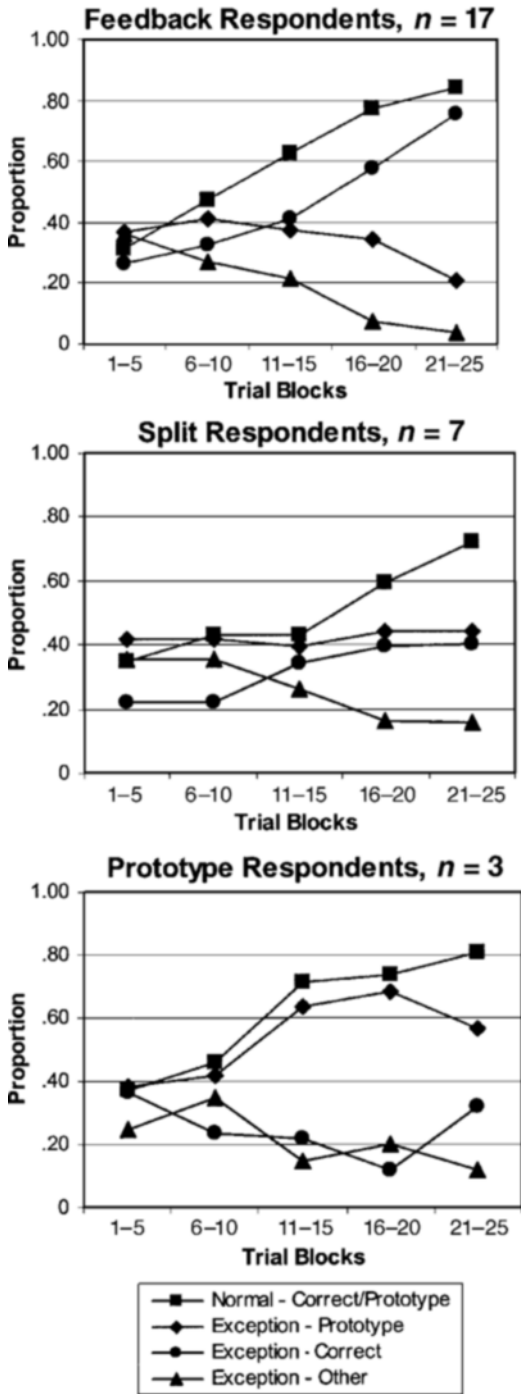 Feedback Respondents, n = 17
1.00
.80
.60
.40
.20
0
Proportion
1–5 6–10 11–15 16–20 21–25
Trial Blocks
Split Respondents, n = 7
1.00
.80
.60
.40
.20
0
Proportion
1–5 6–10 11–15 16–20 21–25
Trial Blocks
Prototype Respondents, n = 3
1.00
.80
.60
.40
.20
0
Proportion
1–5 6–10 11–15 16–20 21–25
Trial Blocks
Normal - Correct/Prototype
Exception - Prototype
Exception - Correct
Exception - Other